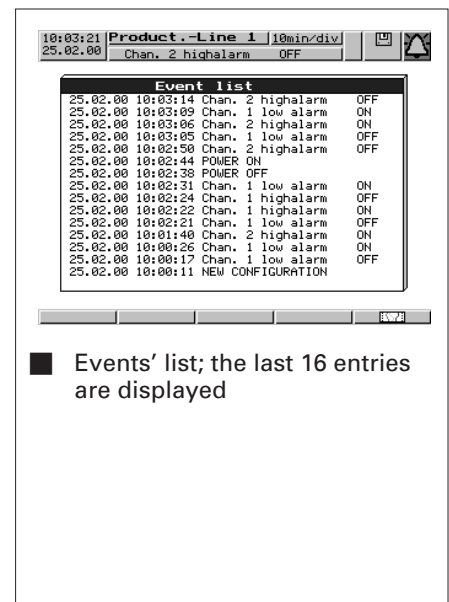 10:03:21 Product.-Line 1 10min/div
25.02.00 Chan. 2 highalarm OFF
Event list
25.02.00 10:03:14 Chan. 2 highalarm OFF
25.02.00 10:03:09 Chan. 1 low alarm ON
25.02.00 10:03:06 Chan. 2 highalarm ON
25.02.00 10:03:05 Chan. 1 low alarm OFF
25.02.00 10:02:50 Chan. 2 highalarm OFF
25.02.00 10:02:44 POWER ON
25.02.00 10:02:38 POWER OFF
25.02.00 10:02:31 Chan. 1 low alarm ON
25.02.00 10:02:24 Chan. 1 highalarm OFF
25.02.00 10:02:22 Chan. 1 highalarm ON
25.02.00 10:02:21 Chan. 1 low alarm OFF
25.02.00 10:01:40 Chan. 2 highalarm ON
25.02.00 10:00:26 Chan. 1 low alarm ON
25.02.00 10:00:17 Chan. 1 low alarm OFF
25.02.00 10:00:11 NEW CONFIGURATION
Events' list; the last 16 entries
are displayed